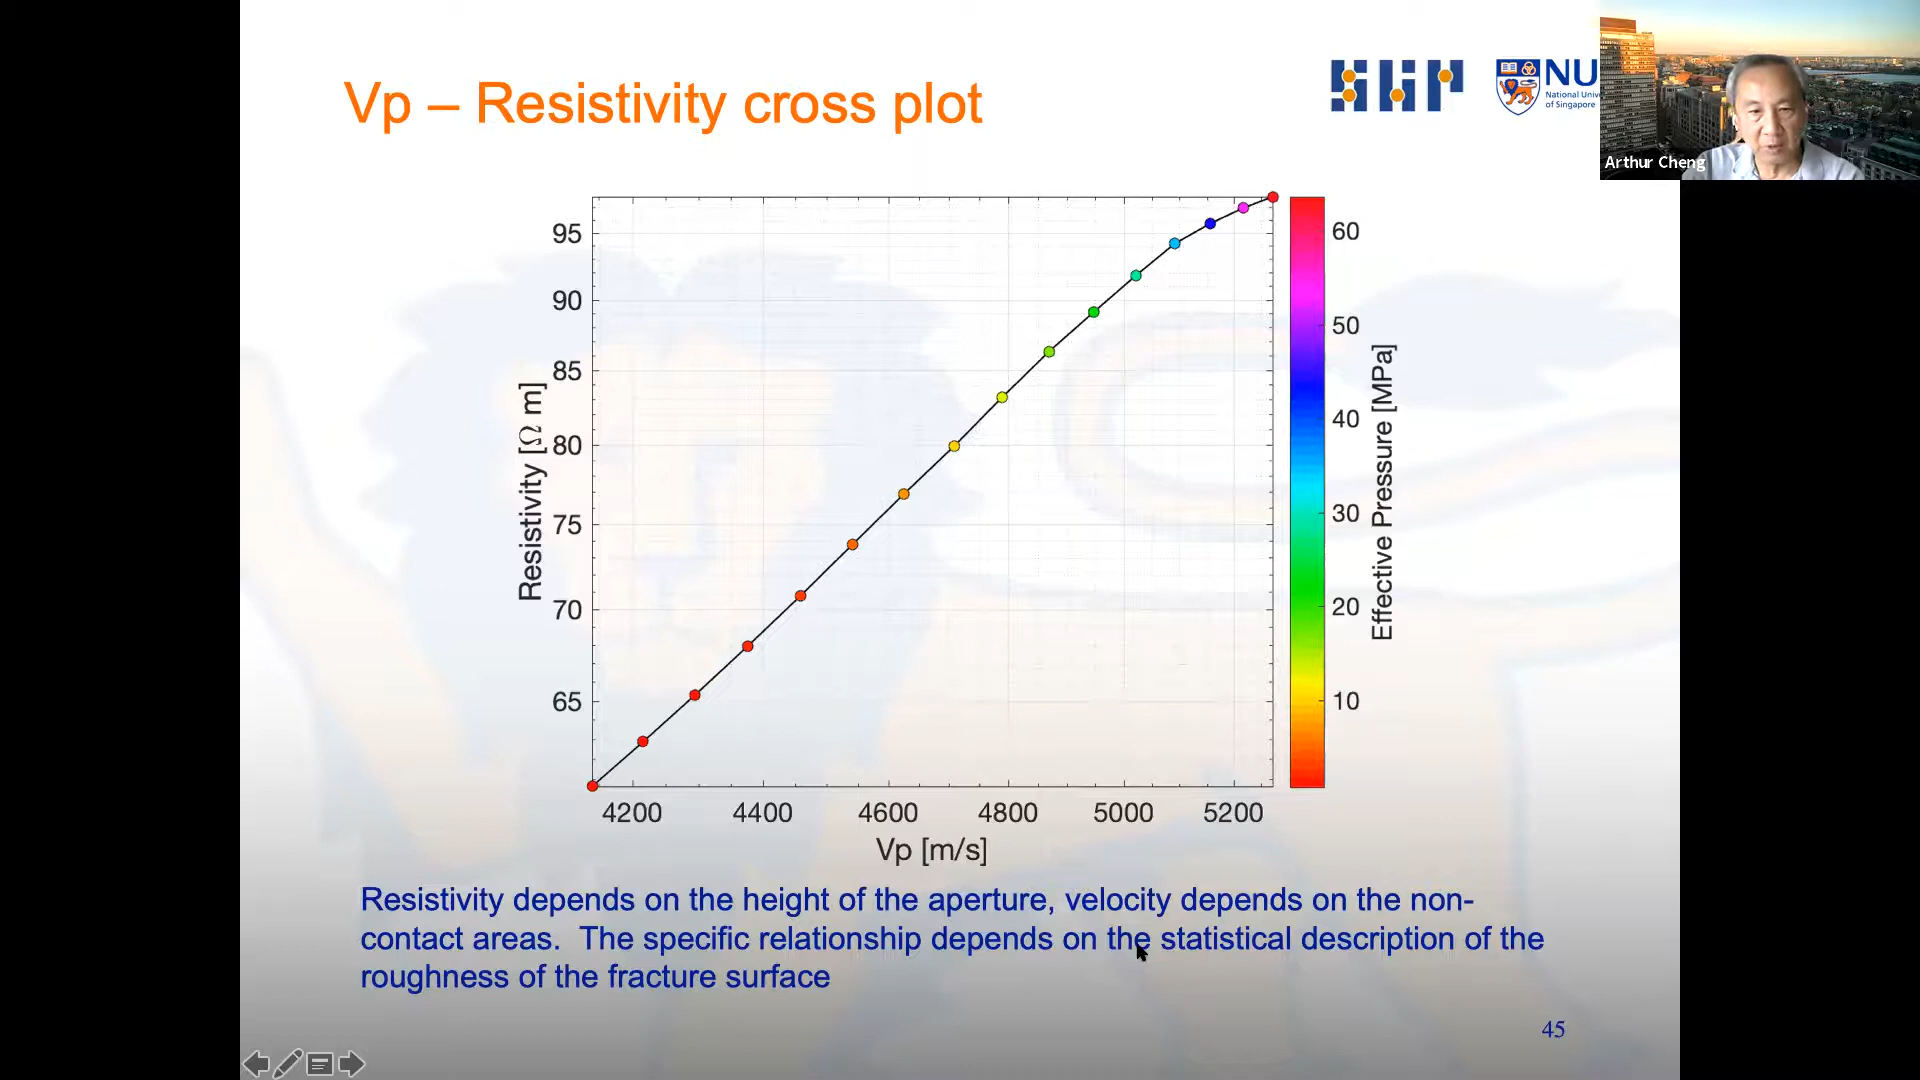 Vp – Resistivity cross plot
SGP
NU
National Unive
of Singapore
Arthur Cheng
95
90
85
80
75
70
65
Resistivity [Ω m]
4200 4400 4600 4800 5000 5200
Vp [m/s]
60
50
40
30
20
10
Effective Pressure [MPa]
Resistivity depends on the height of the aperture, velocity depends on the non-
contact areas.  The specific relationship depends on the statistical description of the
roughness of the fracture surface
45